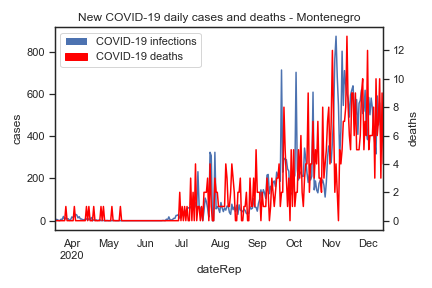 New COVID-19 daily cases and deaths - Montenegro
COVID-19 infections
COVID-19 deaths
800
600
400
200
0
cases
12
10
8
6
4
2
0
deaths
Apr May Jun Jul Aug Sep Oct Nov Dec
2020
dateRep